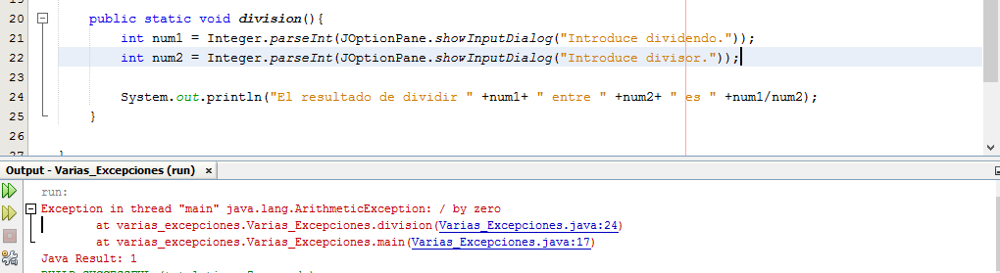 20 public static void division(){
21 int num1 = Integer.parseInt(JOptionPane.showInputDialog("Introduce dividendo."));
22 int num2 = Integer.parseInt(JOptionPane.showInputDialog("Introduce divisor."));
23
24 System.out.println("El resultado de dividir " +num1+ " entre " +num2+ " es " +num1/num2);
25 }
26
Output - Varias_Excepciones (run) ×
run:
Exception in thread "main" java.lang.ArithmeticException: / by zero
at varias_excepciones.Varias_Excepciones.division(Varias_Excepciones.java:24)
at varias_excepciones.Varias_Excepciones.main(Varias_Excepciones.java:17)
Java Result: 1